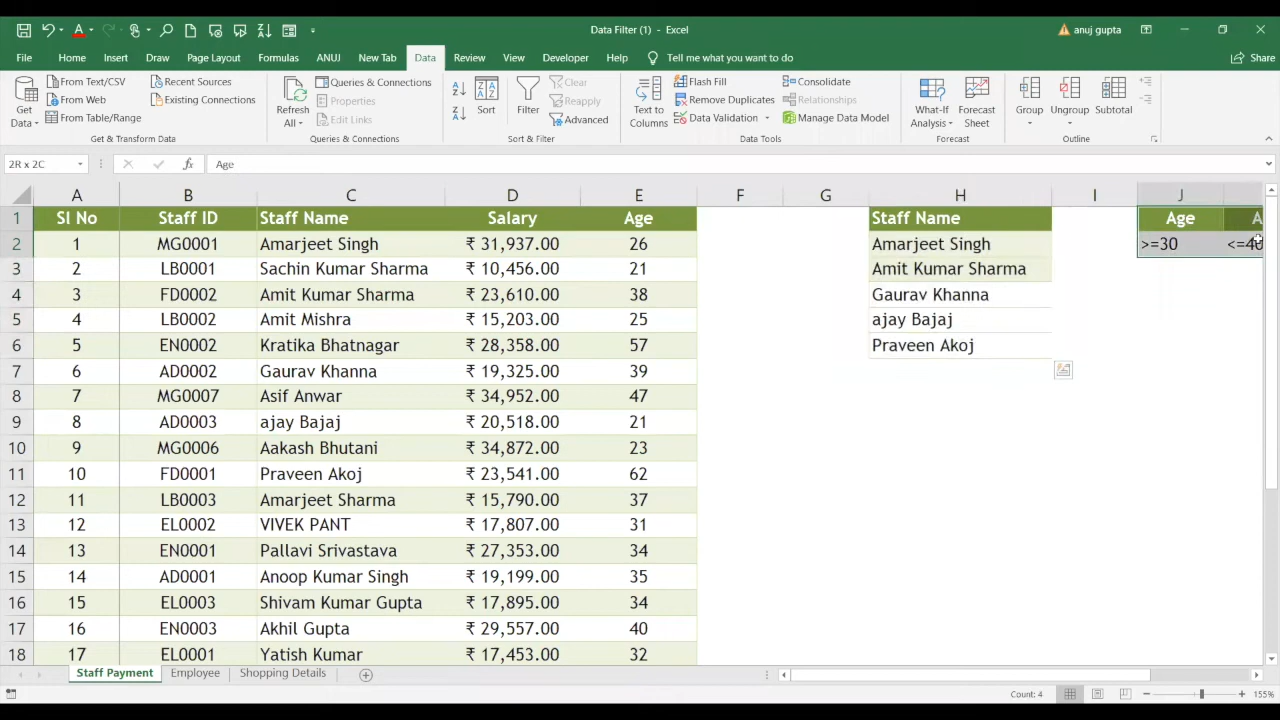 Data Filter (1) - Excel
anuj gupta
File Home Insert Draw Page Layout Formulas ANUJ New Tab Data Review View Developer Help Tell me what you want to do Share
Get Data
From Text/CSV
From Web
From Table/Range
Recent Sources
Existing Connections
Get & Transform Data
Refresh All
Queries & Connections
Properties
Edit Links
Queries & Connections
Sort
Filter
Clear
Reapply
Advanced
Sort & Filter
Text to Columns
Flash Fill
Remove Duplicates
Data Validation
Consolidate
Relationships
Manage Data Model
Data Tools
What-If Analysis
Forecast Sheet
Forecast
Group
Ungroup
Subtotal
Outline
2R x 2C fx Age
A B C D E F G H I J
1 Sl No Staff ID Staff Name Salary Age Staff Name Age A
2 1 MG0001 Amarjeet Singh ₹ 31,937.00 26 Amarjeet Singh >=30 <=40
3 2 LB0001 Sachin Kumar Sharma ₹ 10,456.00 21 Amit Kumar Sharma
4 3 FD0002 Amit Kumar Sharma ₹ 23,610.00 38 Gaurav Khanna
5 4 LB0002 Amit Mishra ₹ 15,203.00 25 ajay Bajaj
6 5 EN0002 Kratika Bhatnagar ₹ 28,358.00 57 Praveen Akoj
7 6 AD0002 Gaurav Khanna ₹ 19,325.00 39
8 7 MG0007 Asif Anwar ₹ 34,952.00 47
9 8 AD0003 ajay Bajaj ₹ 20,518.00 21
10 9 MG0006 Aakash Bhutani ₹ 34,872.00 23
11 10 FD0001 Praveen Akoj ₹ 23,541.00 62
12 11 LB0003 Amarjeet Sharma ₹ 15,790.00 37
13 12 EL0002 VIVEK PANT ₹ 17,807.00 31
14 13 EN0001 Pallavi Srivastava ₹ 27,353.00 34
15 14 AD0001 Anoop Kumar Singh ₹ 19,199.00 35
16 15 EL0003 Shivam Kumar Gupta ₹ 17,895.00 34
17 16 EN0003 Akhil Gupta ₹ 29,557.00 40
18 17 EL0001 Yatish Kumar ₹ 17,453.00 32
Staff Payment Employee Shopping Details
Count: 4 155%